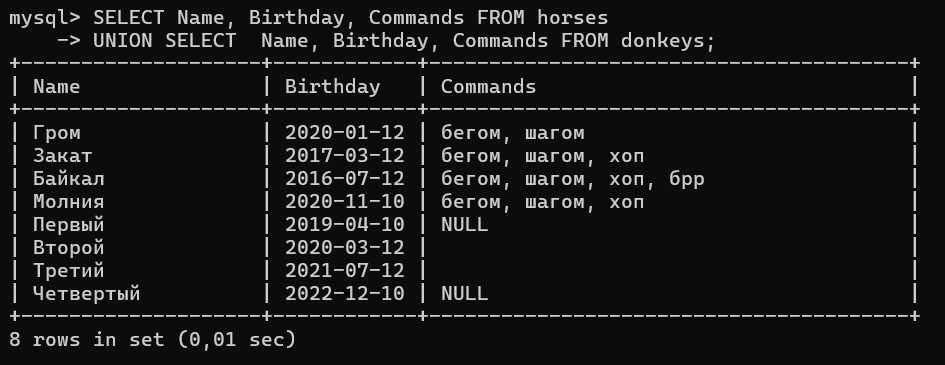 mysql> SELECT Name, Birthday, Commands FROM horses
    -> UNION SELECT  Name, Birthday, Commands FROM donkeys;
+--------------------+------------+----------------------------------------+
| Name               | Birthday   | Commands                               |
+--------------------+------------+----------------------------------------+
| Гром               | 2020-01-12 | бегом, шагом                           |
| Закат              | 2017-03-12 | бегом, шагом, хоп                      |
| Байкал             | 2016-07-12 | бегом, шагом, хоп, брр                 |
| Молния             | 2020-11-10 | бегом, шагом, хоп                      |
| Первый             | 2019-04-10 | NULL                                   |
| Второй             | 2020-03-12 |                                        |
| Третий             | 2021-07-12 |                                        |
| Четвертый          | 2022-12-10 | NULL                                   |
+--------------------+------------+----------------------------------------+
8 rows in set (0,01 sec)